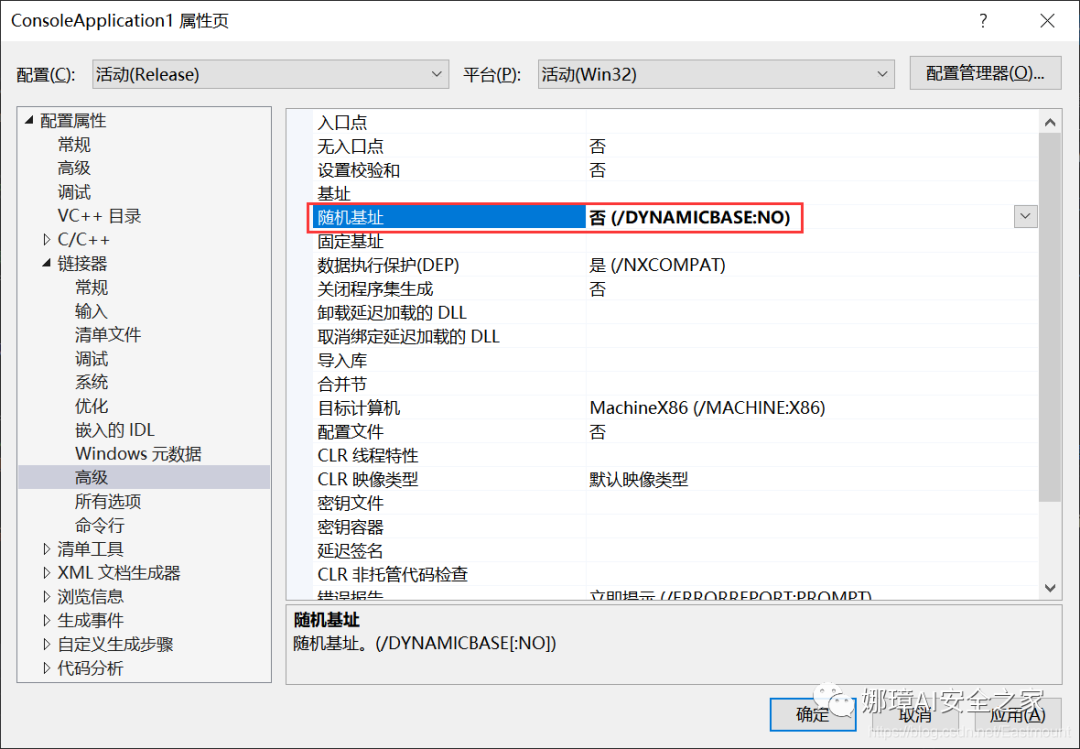 ConsoleApplication1 属性页
配置(C): 活动(Release) 平台(P): 活动(Win32) 配置管理器(O)...
配置属性
常规
高级
调试
VC++ 目录
C/C++
链接器
常规
输入
清单文件
调试
系统
优化
嵌入的 IDL
Windows 元数据
高级
所有选项
命令行
清单工具
XML 文档生成器
浏览信息
生成事件
自定义生成步骤
代码分析
入口点
无入口点 否
设置校验和 否
基址
随机基址 否 (/DYNAMICBASE:NO)
固定基址
数据执行保护(DEP) 是 (/NXCOMPAT)
关闭程序集生成 否
卸载延迟加载的 DLL
取消绑定延迟加载的 DLL
导入库
合并节
目标计算机 MachineX86 (/MACHINE:X86)
配置文件 否
CLR 线程特性
CLR 映像类型 默认映像类型
密钥文件
密钥容器
延迟签名
CLR 非托管代码检查
错误报告 立即提示 (/ERRORREPORT:PROMPT)
随机基址
随机基址。(/DYNAMICBASE[:NO])
娜璋AI安全之家
确定 取消 应用(A)
https://blog.csdn.net/Eastmount